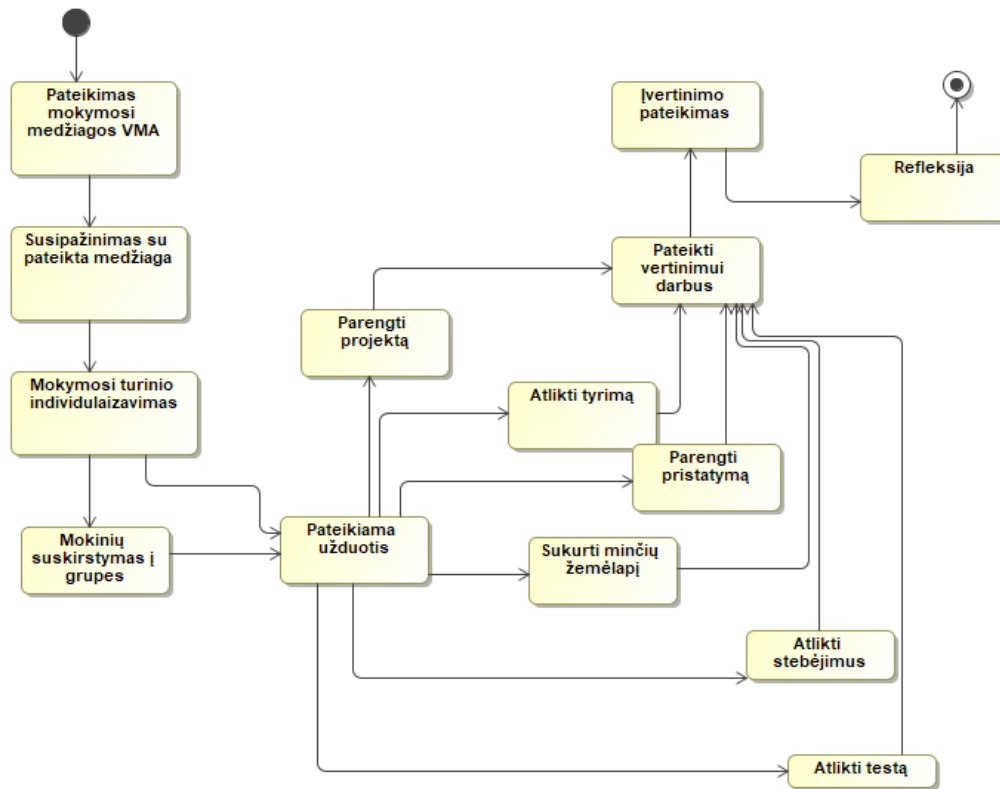 Pateikimas
mokymosi
medžiagos VMA
Susipažinimas su
pateikta medžiaga
Mokymosi turinio
individulaizavimas
Mokinių
suskirstymas į
grupes
Pateikiama
užduotis
Parengti
projektą
Atlikti tyrimą
Parengti
pristatymą
Sukurti minčių
žemėlapį
Atlikti
stebėjimus
Atlikti testą
Pateikti
vertinimui
darbus
Įvertinimo
pateikimas
Refleksija